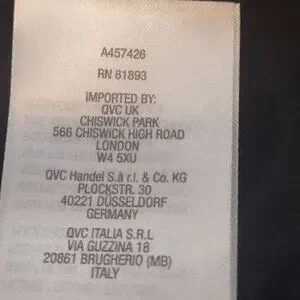 A457426
RN 81893
IMPORTED BY:
QVC UK
CHISWICK PARK
566 CHISWICK HIGH ROAD
LONDON
W4 5XU
QVC Handel S.à r.l. & Co. KG
PLOCKSTR. 30
40221 DÜSSELDORF
GERMANY
QVC ITALIA S.R.L
VIA GUZZINA 18
20861 BRUGHERIO (MB)
ITALY